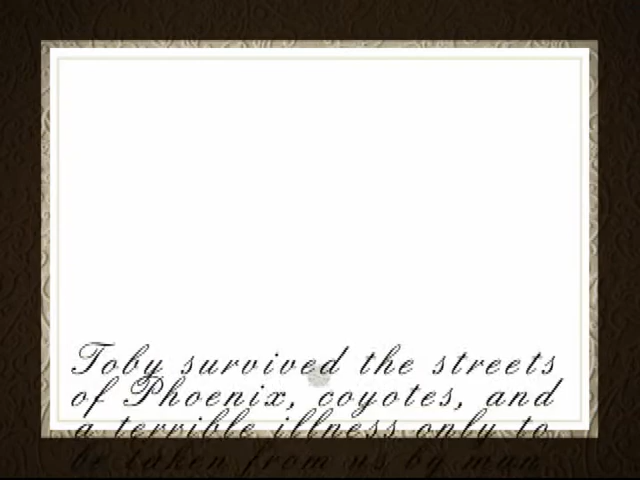 Toby survived the streets
of Phoenix, coyotes, and
a terrible illness only to
be taken from us by man